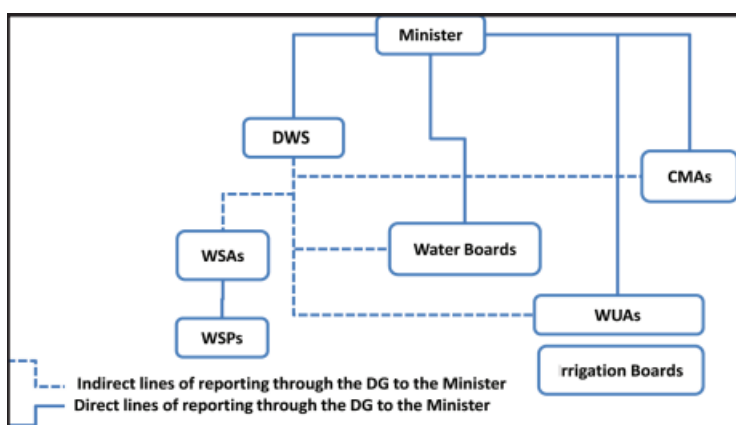 Minister
DWS
CMAs
WSAs
Water Boards
WUAs
WSPs
Irrigation Boards
Indirect lines of reporting through the DG to the Minister
Direct lines of reporting through the DG to the Minister